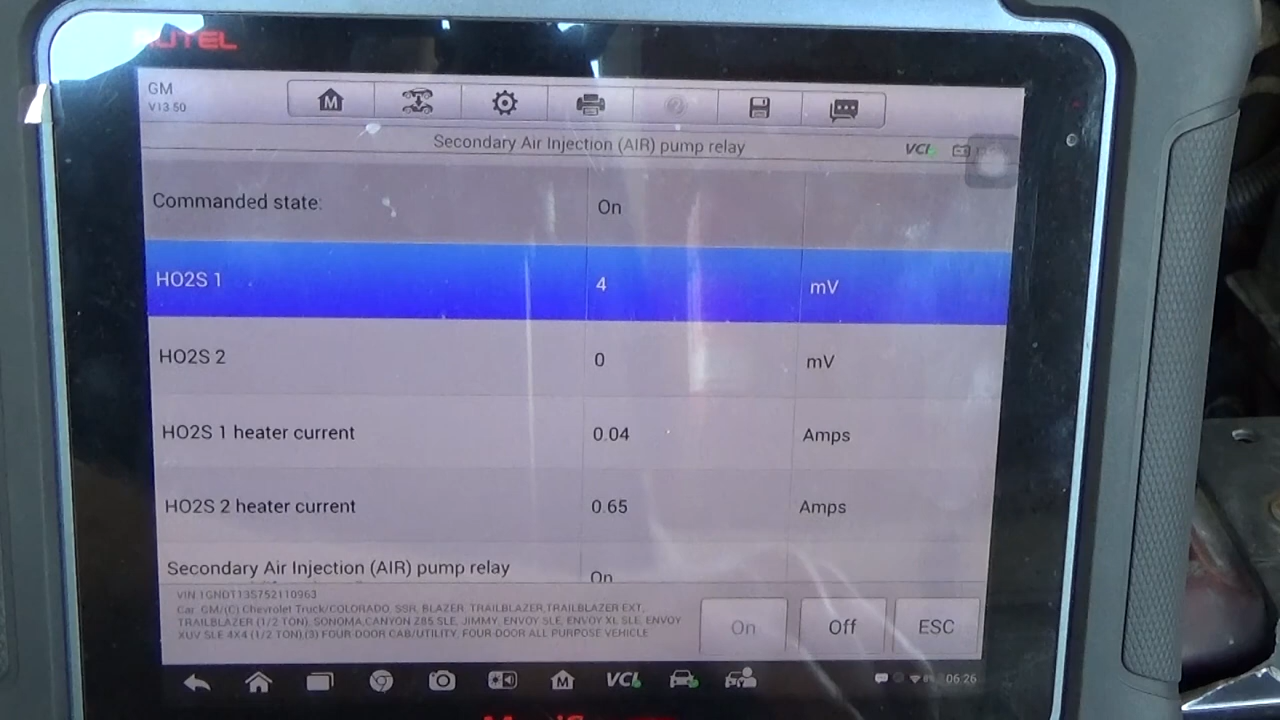 AUTEL
GM
V13.50
M
Secondary Air Injection (AIR) pump relay
VCI
Commanded state: On
HO2S 1 4 mV
HO2S 2 0 mV
HO2S 1 heater current 0.04 Amps
HO2S 2 heater current 0.65 Amps
Secondary Air Injection (AIR) pump relay On
VIN 1GNDT13S752110963
Car: GM/(C) Chevrolet Truck/COLORADO, SSR, BLAZER, TRAILBLAZER,TRAILBLAZER EXT,
TRAILBLAZER (1/2 TON), SONOMA,CANYON Z85 SLE, JIMMY, ENVOY SLE, ENVOY XL SLE, ENVOY
XUV SLE 4X4 (1/2 TON),(3) FOUR-DOOR CAB/UTILITY, FOUR-DOOR ALL PURPOSE VEHICLE
On Off ESC
M VCI 06:26